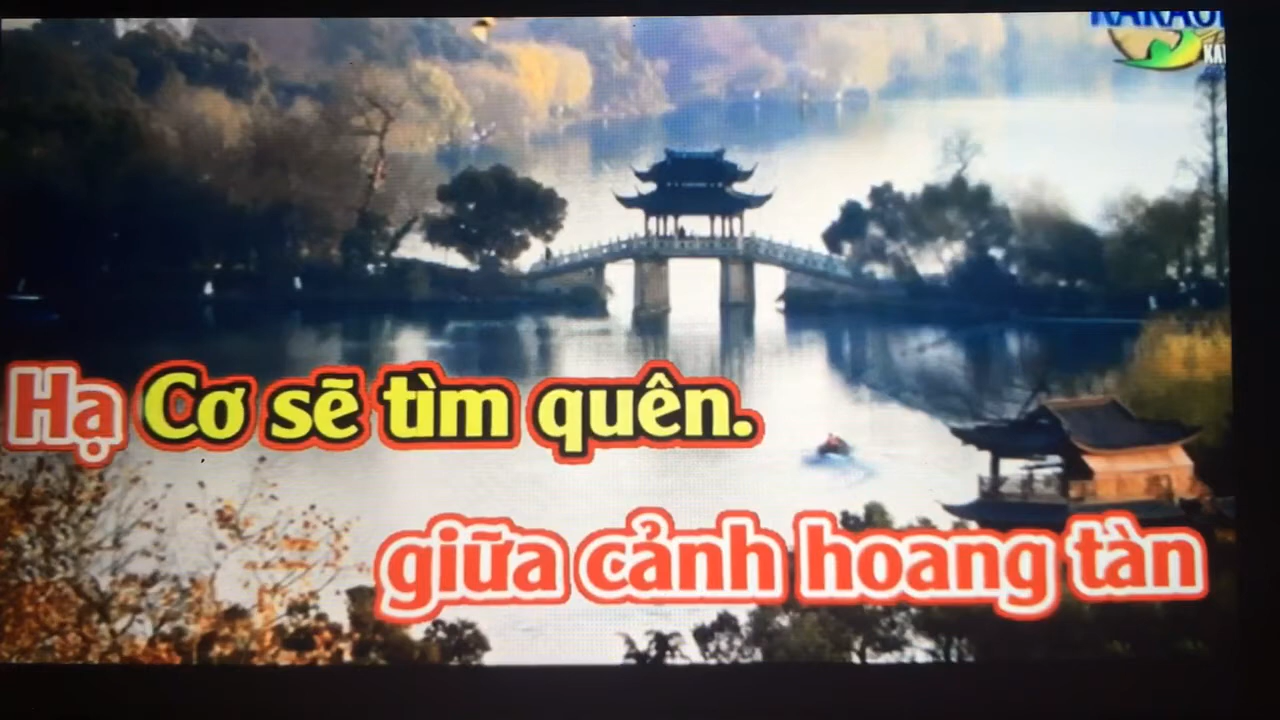 Hạ Cơ sẽ tìm quên.
giữa cảnh hoang tàn